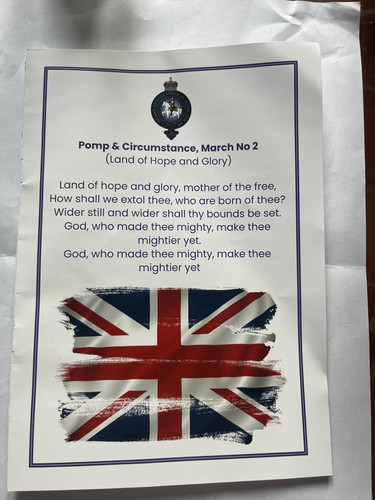 Pomp & Circumstance, March No 2
(Land of Hope and Glory)
Land of hope and glory, mother of the free,
How shall we extol thee, who are born of thee?
Wider still and wider shall thy bounds be set.
God, who made thee mighty, make thee
mightier yet.
God, who made thee mighty, make thee
mightier yet